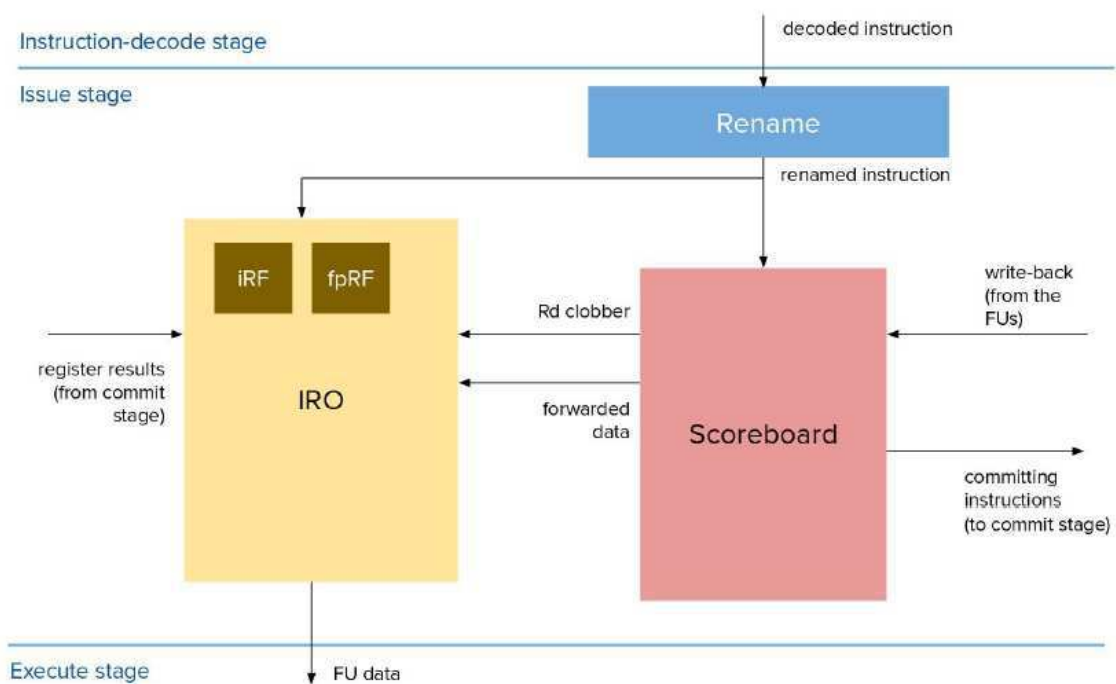 decoded instruction
Instruction-decode stage
Issue stage
Rename
renamed instruction
iRF
fpRF
Rd clobber
write-back
(from the
FUs)
register results
(from commit
stage)
IRO
forwarded
data
Scoreboard
committing
instructions
(to commit stage)
Execute stage
FU data